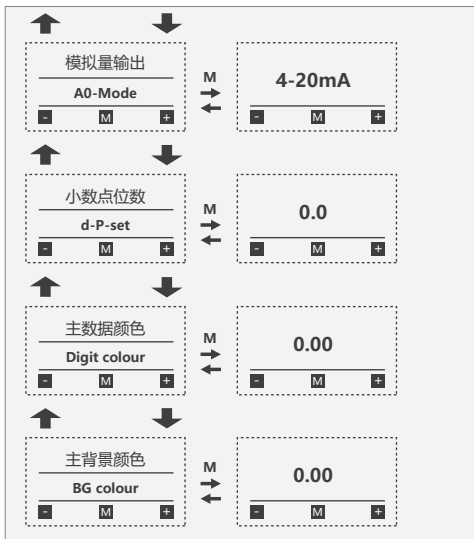 模拟量输出
A0-Mode
- M +
M
4-20mA
- M +
小数点位数
d-P-set
- M +
M
0.0
- M +
主数据颜色
Digit colour
- M +
M
0.00
- M +
主背景颜色
BG colour
- M +
M
0.00
- M +